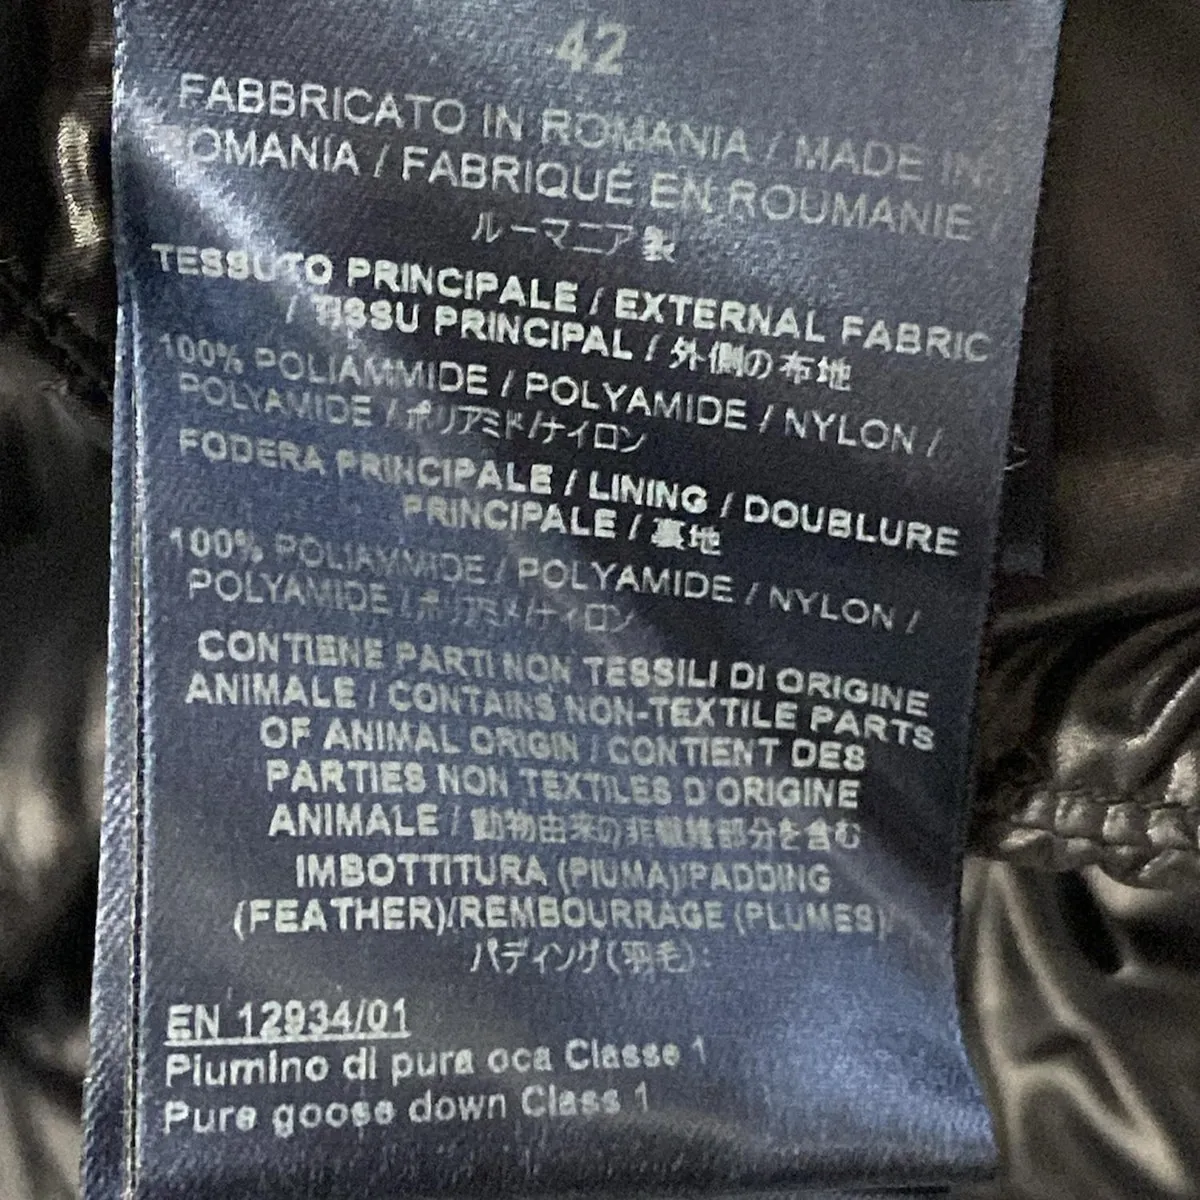 42
FABBRICATO IN ROMANIA / MADE IN
ROMANIA / FABRIQUÉ EN ROUMANIE /
ルーマニア製
TESSUTO PRINCIPALE / EXTERNAL FABRIC
/ TISSU PRINCIPAL / 外側の布地
100% POLIAMMIDE / POLYAMIDE / NYLON /
POLYAMIDE / ポリアミド/ナイロン
FODERA PRINCIPALE / LINING / DOUBLURE
PRINCIPALE / 裏地
100% POLIAMMIDE / POLYAMIDE / NYLON /
POLYAMIDE / ポリアミド/ナイロン
CONTIENE PARTI NON TESSILI DI ORIGINE
ANIMALE / CONTAINS NON-TEXTILE PARTS
OF ANIMAL ORIGIN / CONTIENT DES
PARTIES NON TEXTILES D'ORIGINE
ANIMALE / 動物由来の非繊維部分を含む
IMBOTTITURA (PIUMA)/PADDING
(FEATHER)/REMBOURRAGE (PLUMES)/
パディング(羽毛):
EN 12934/01
Piumino di pura oca Classe 1
Pure goose down Class 1